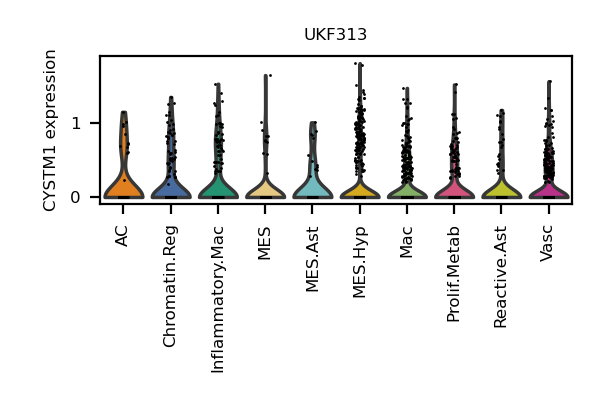 UKF313
CYSTM1 expression
1
0
AC
Chromatin.Reg
Inflammatory.Mac
MES
MES.Ast
MES.Hyp
Mac
Prolif.Metab
Reactive.Ast
Vasc